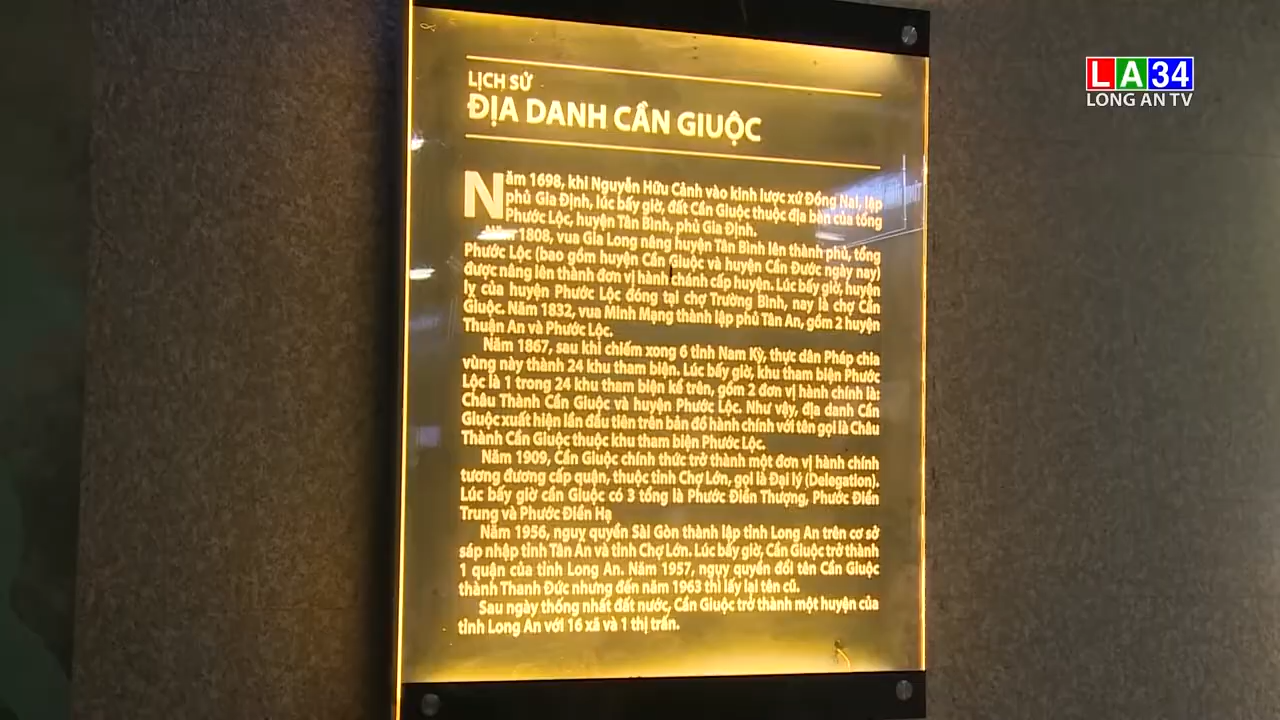 LỊCH SỬ
ĐỊA DANH CẦN GIUỘC
Năm 1698, khi Nguyễn Hữu Cảnh vào kinh lược xứ Đồng Nai, lập
phủ Gia Định, lúc bấy giờ, đất Cần Giuộc thuộc địa bàn của tổng
Phước Lộc, huyện Tân Bình, phủ Gia Định.
Năm 1808, vua Gia Long nâng huyện Tân Bình lên thành phủ, tổng
Phước Lộc (bao gồm huyện Cần Giuộc và huyện Cần Đước ngày nay)
được nâng lên thành đơn vị hành chánh cấp huyện. Lúc bấy giờ, huyện
lỵ của huyện Phước Lộc đóng tại chợ Trường Bình, nay là chợ Cần
Giuộc. Năm 1832, vua Minh Mạng thành lập phủ Tân An, gồm 2 huyện
Thuận An và Phước Lộc.
Năm 1867, sau khi chiếm xong 6 tỉnh Nam Kỳ, thực dân Pháp chia
vùng này thành 24 khu tham biện. Lúc bấy giờ, khu tham biện Phước
Lộc là 1 trong 24 khu tham biện kể trên, gồm 2 đơn vị hành chính là:
Châu Thành Cần Giuộc và huyện Phước Lộc. Như vậy, địa danh Cần
Giuộc xuất hiện lần đầu tiên trên bản đồ hành chính với tên gọi là Châu
Thành Cần Giuộc thuộc khu tham biện Phước Lộc.
Năm 1909, Cần Giuộc chính thức trở thành một đơn vị hành chính
tương đương cấp quận, thuộc tỉnh Chợ Lớn, gọi là Đại lý (Delegation).
Lúc bấy giờ cần Giuộc có 3 tổng là Phước Điền Thượng, Phước Điền
Trung và Phước Điền Hạ
Năm 1956, ngụy quyền Sài Gòn thành lập tỉnh Long An trên cơ sở
sáp nhập tỉnh Tân An và tỉnh Chợ Lớn. Lúc bấy giờ, Cần Giuộc trở thành
1 quận của tỉnh Long An. Năm 1957, ngụy quyền đổi tên Cần Giuộc
thành Thanh Đức nhưng đến năm 1963 thì lấy lại tên cũ.
Sau ngày thống nhất đất nước, Cần Giuộc trở thành một huyện của
tỉnh Long An với 16 xã và 1 thị trấn.
LA34
LONG AN TV